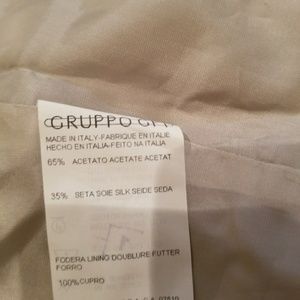 GRUPPO
MADE IN ITALY-FABRIQUE EN ITALIE
HECHO EN ITALIA-FEITO NA ITALIA
65% ACETATO ACETATE ACETAT
35% SETA SOIE SILK SEIDE SEDA
FODERA LINING DOUBLURE FUTTER
FORRO
100%CUPRO